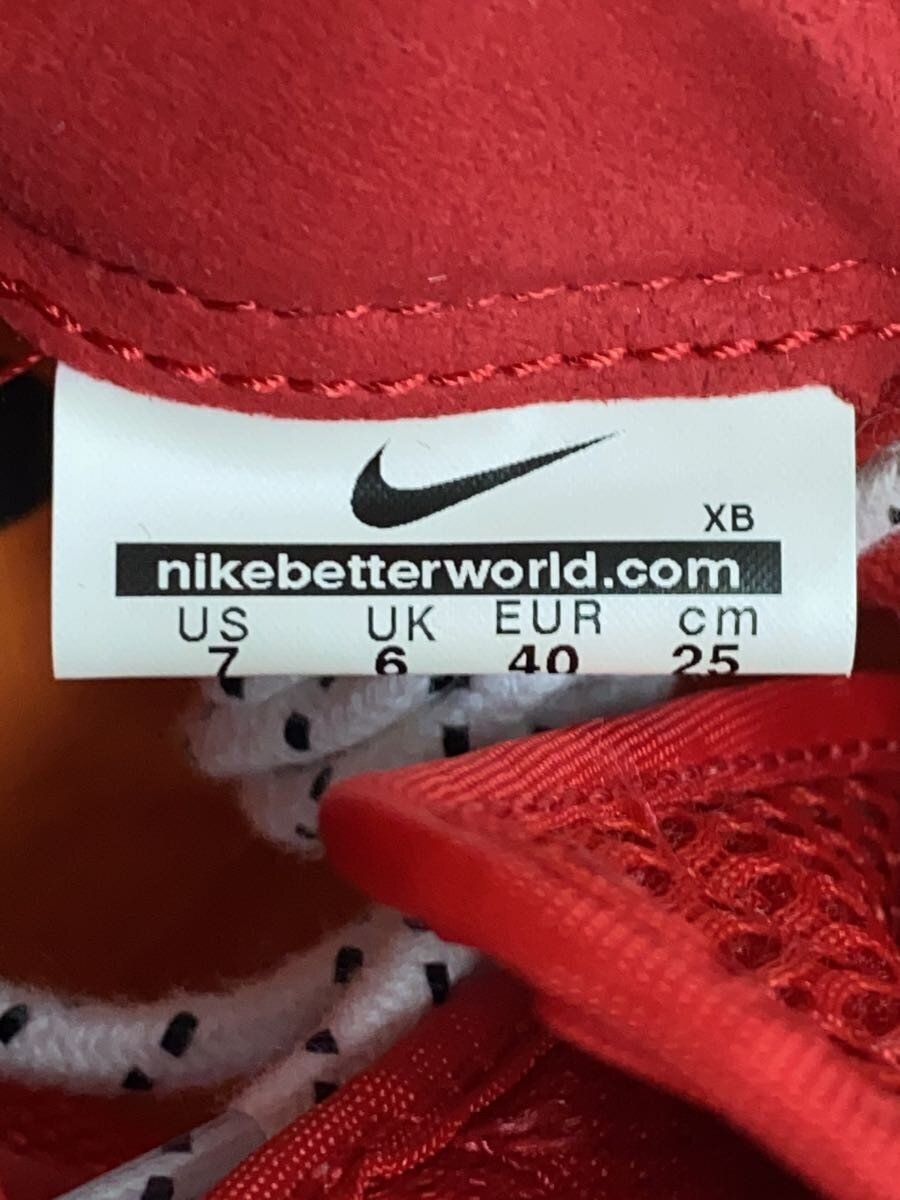 XB
nikebetterworld.com
US UK EUR cm
7 6 40 25